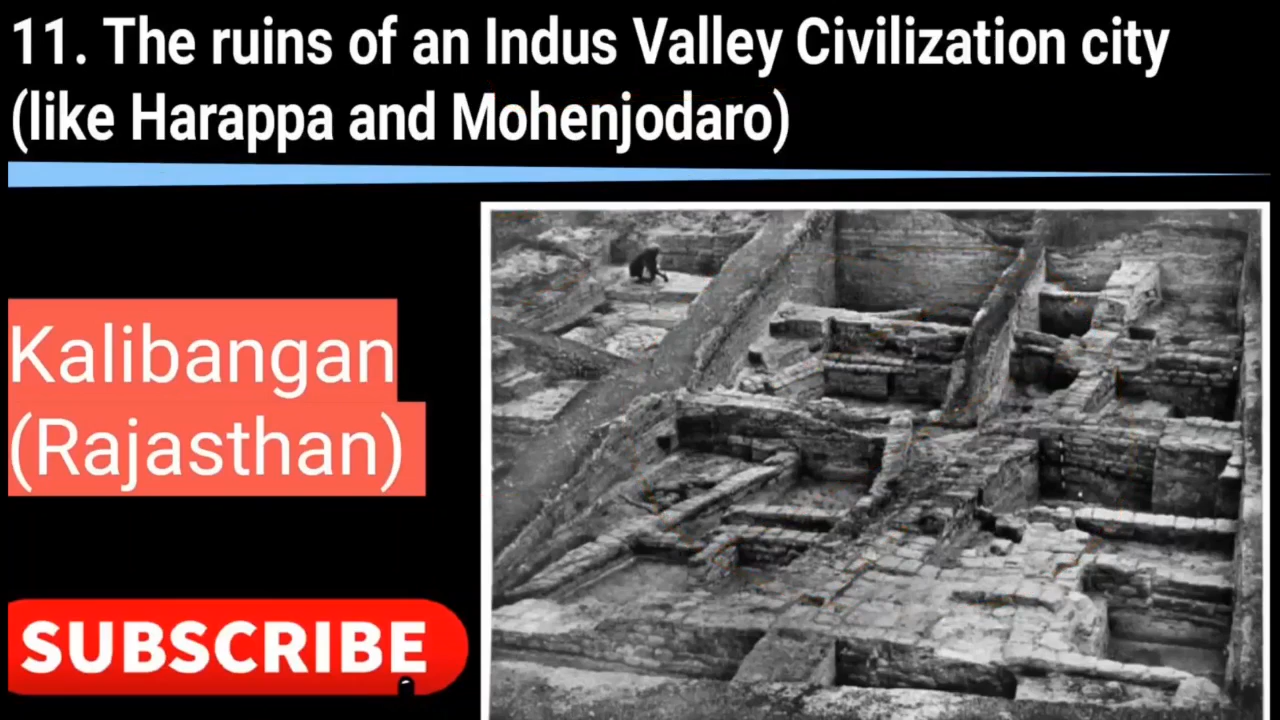 11. The ruins of an Indus Valley Civilization city
(like Harappa and Mohenjodaro)
Kalibangan
(Rajasthan)
SUBSCRIBE